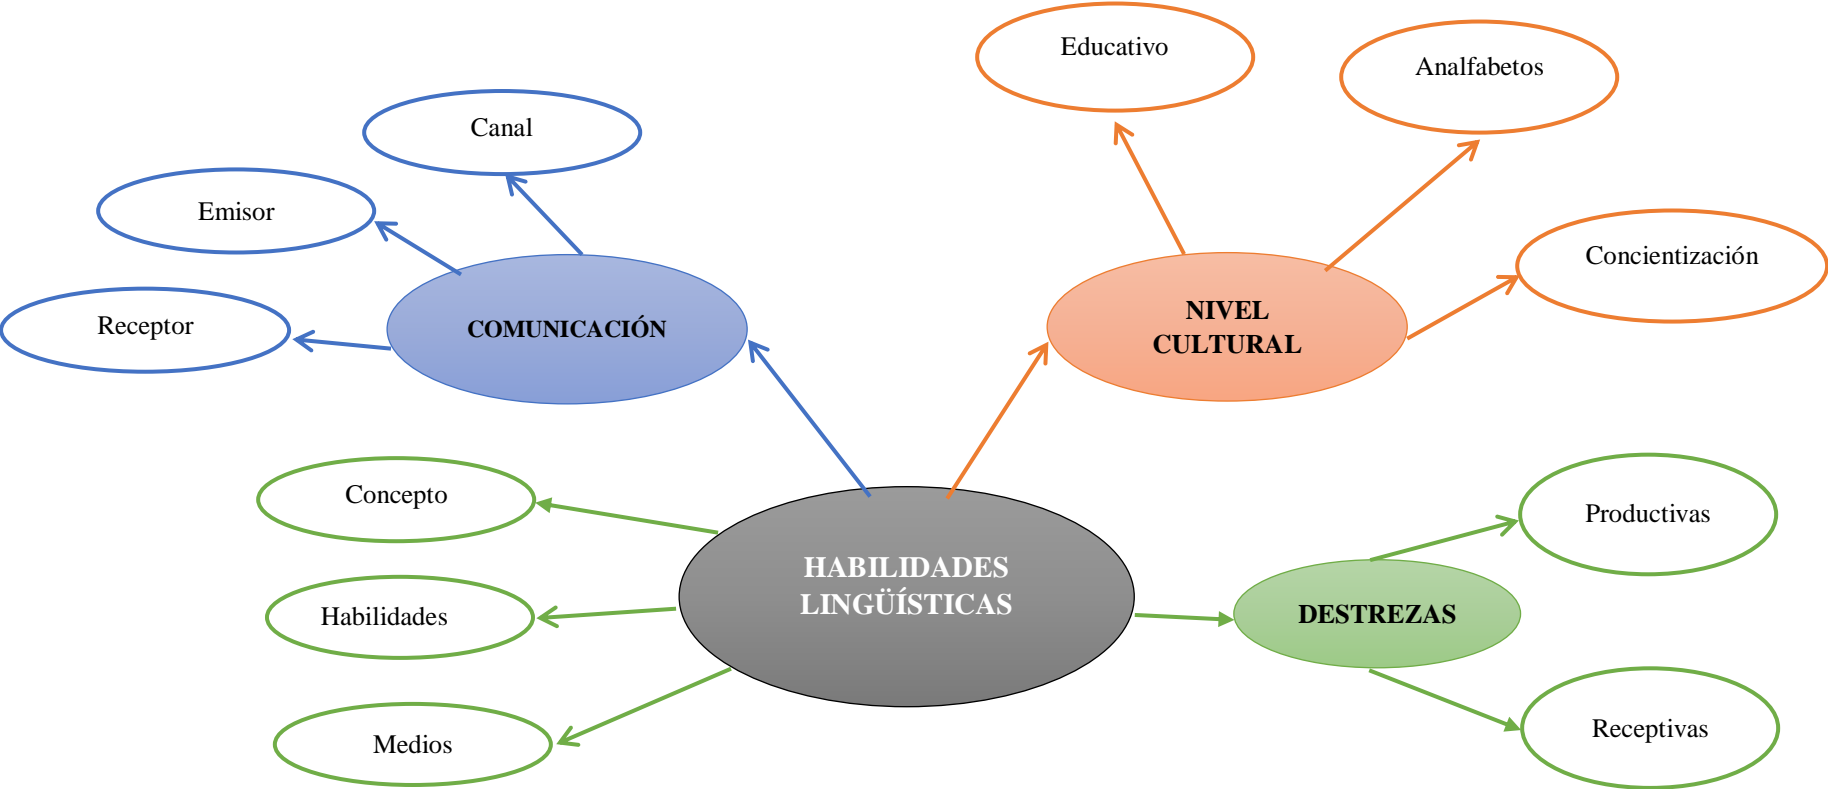 Educativo
Analfabetos
Canal
Emisor
Concientización
Receptor
COMUNICACIÓN
NIVEL
CULTURAL
Concepto
Productivas
HABILIDADES
LINGÜÍSTICAS
Habilidades
DESTREZAS
Medios
Receptivas